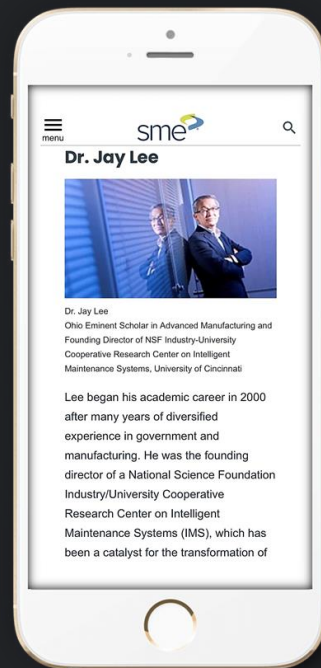 menu
sme
Dr. Jay Lee
Dr. Jay Lee
Ohio Eminent Scholar in Advanced Manufacturing and
Founding Director of NSF Industry-University
Cooperative Research Center on Intelligent
Maintenance Systems, University of Cincinnati
Lee began his academic career in 2000
after many years of diversified
experience in government and
manufacturing. He was the founding
director of a National Science Foundation
Industry/University Cooperative
Research Center on Intelligent
Maintenance Systems (IMS), which has
been a catalyst for the transformation of